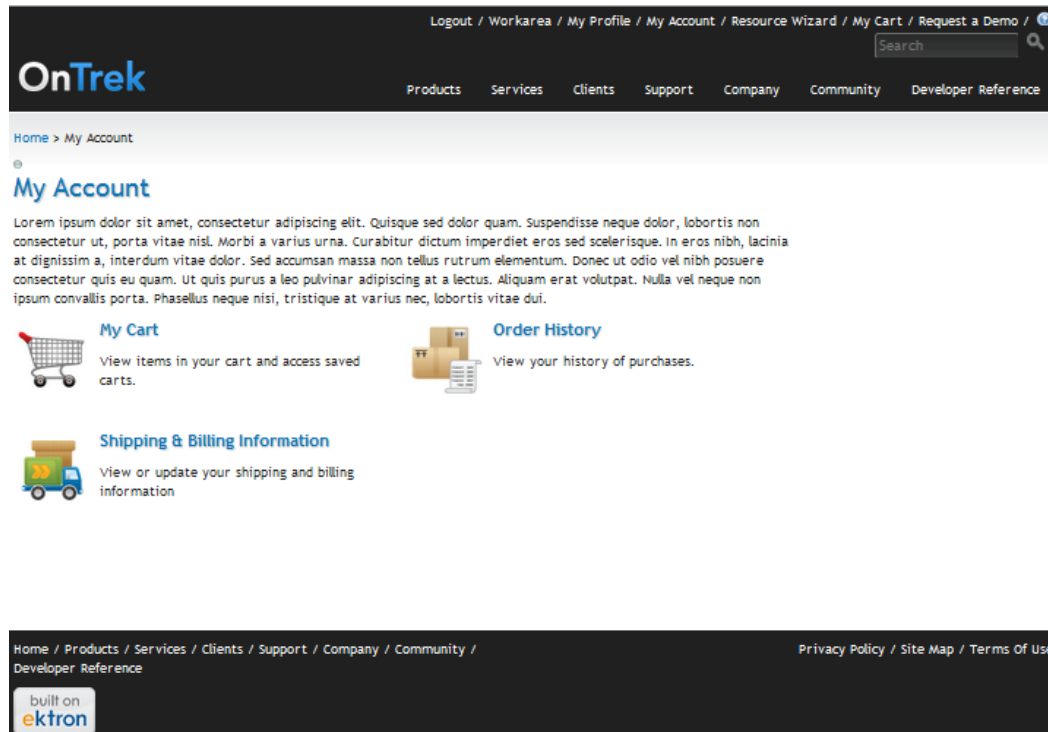 Logout / Workarea / My Profile / My Account / Resource Wizard / My Cart / Request a Demo /
Search
OnTrek
Products Services Clients Support Company Community Developer Reference
Home > My Account
My Account
Lorem ipsum dolor sit amet, consectetur adipiscing elit. Quisque sed dolor quam. Suspendisse neque dolor, lobortis non
consectetur ut, porta vitae nisl. Morbi a varius urna. Curabitur dictum imperdiet eros sed scelerisque. In eros nibh, lacinia
at dignissim a, interdum vitae dolor. Sed accumsan massa non tellus rutrum elementum. Donec ut odio vel nibh posuere
consectetur quis eu quam. Ut quis purus a leo pulvinar adipiscing at a lectus. Aliquam erat volutpat. Nulla vel neque non
ipsum convallis porta. Phasellus neque nisi, tristique at varius nec, lobortis vitae dui.
My Cart
View items in your cart and access saved
carts.
Order History
View your history of purchases.
Shipping & Billing Information
View or update your shipping and billing
information
Home / Products / Services / Clients / Support / Company / Community /
Developer Reference
Privacy Policy / Site Map / Terms Of Use
built on
ektron